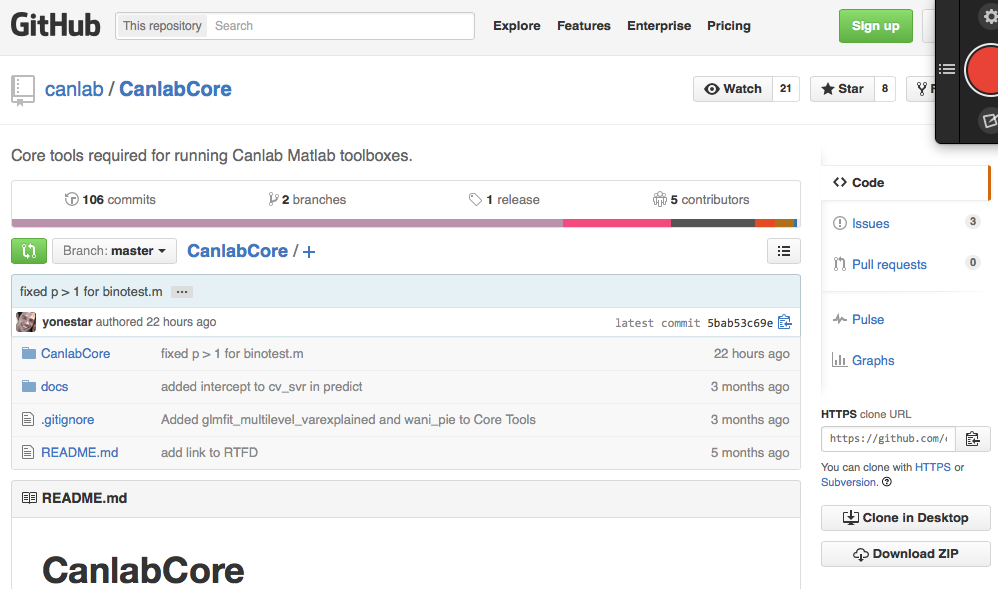 GitHub This repository Search Explore Features Enterprise Pricing Sign up
canlab / CanlabCore Watch 21 Star 8
Core tools required for running Canlab Matlab toolboxes.
106 commits 2 branches 1 release 5 contributors
Branch: master CanlabCore / +
fixed p > 1 for binotest.m ...
yonestar authored 22 hours ago latest commit 5bab53c69e
CanlabCore fixed p > 1 for binotest.m 22 hours ago
docs added intercept to cv_svr in predict 3 months ago
.gitignore Added glmfit_multilevel_varexplained and wani_pie to Core Tools 3 months ago
README.md add link to RTFD 5 months ago
README.md
CanlabCore
Code
Issues 3
Pull requests 0
Pulse
Graphs
HTTPS clone URL
https://github.com/
You can clone with HTTPS or
Subversion.
Clone in Desktop
Download ZIP